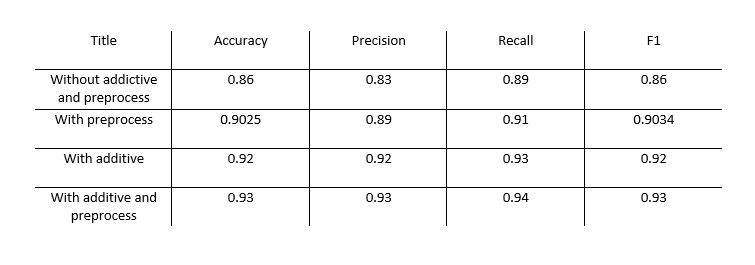 Title Accuracy Precision Recall F1
Without addictive 0.86 0.83 0.89 0.86
and preprocess
With preprocess 0.9025 0.89 0.91 0.9034
With additive 0.92 0.92 0.93 0.92
With additive and 0.93 0.93 0.94 0.93
preprocess